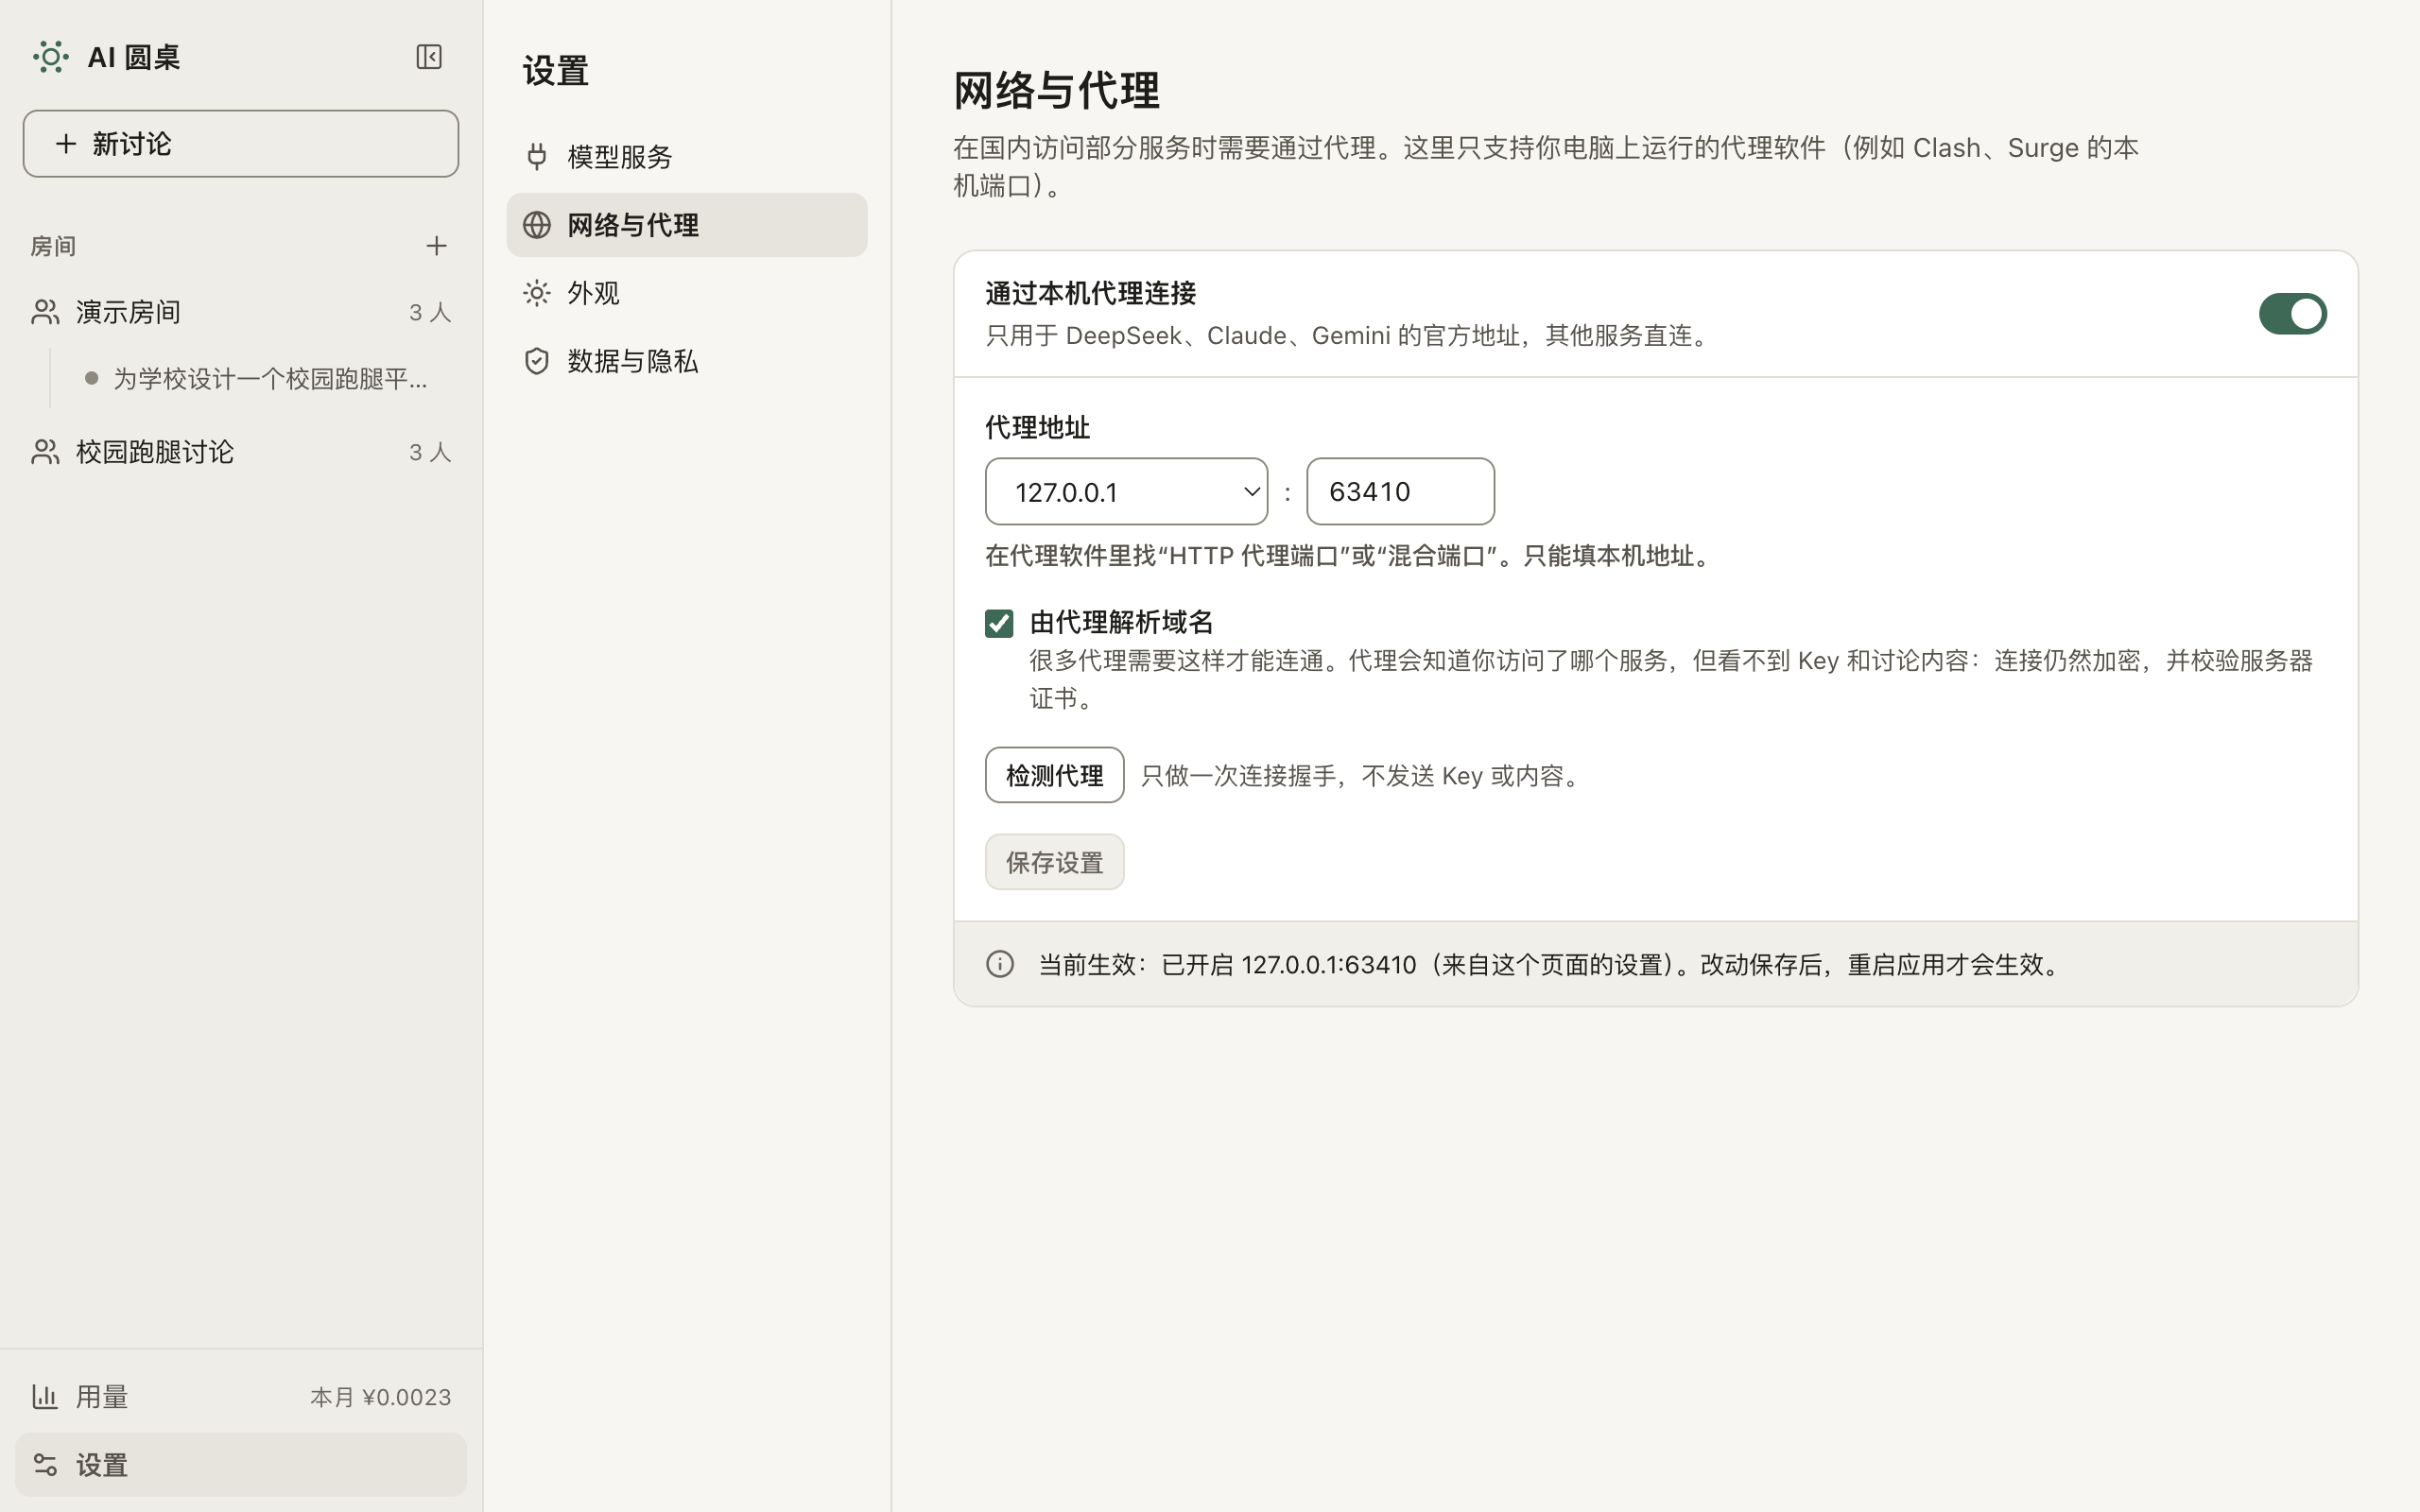 AI 圆桌
新讨论
房间
演示房间 3 人
为学校设计一个校园跑腿平...
校园跑腿讨论 3 人
用量 本月 ¥0.0023
设置
设置
模型服务
网络与代理
外观
数据与隐私
网络与代理
在国内访问部分服务时需要通过代理。这里只支持你电脑上运行的代理软件（例如 Clash、Surge 的本
机端口）。
通过本机代理连接
只用于 DeepSeek、Claude、Gemini 的官方地址，其他服务直连。
代理地址
127.0.0.1 : 63410
在代理软件里找“HTTP 代理端口”或“混合端口”。只能填本机地址。
由代理解析域名
很多代理需要这样才能连通。代理会知道你访问了哪个服务，但看不到 Key 和讨论内容：连接仍然加密，并校验服务器
证书。
检测代理 只做一次连接握手，不发送 Key 或内容。
保存设置
当前生效：已开启 127.0.0.1:63410（来自这个页面的设置）。改动保存后，重启应用才会生效。